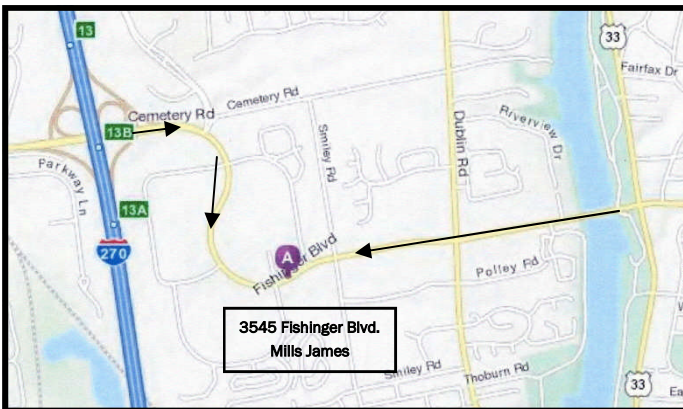 13
33
Fairfax Dr
Cemetery Rd
Cemetery Rd
13B
Riverview Dr
Smiley Rd
Dublin Rd
Parkway Ln
13A
270
A
Fishinger Blvd
Polley Rd
3545 Fishinger Blvd.
Mills James
Smiley Rd
Thoburn Rd
33